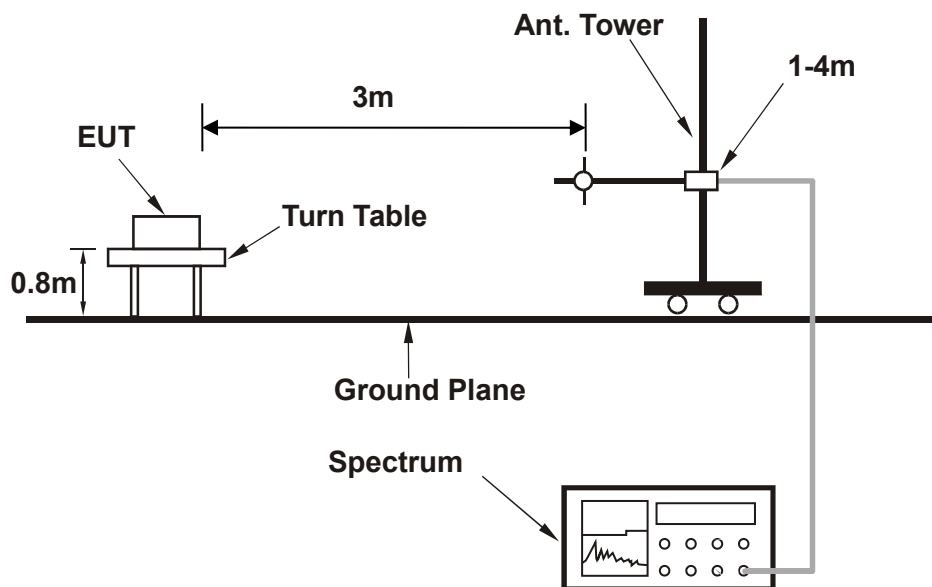 Ant. Tower
1-4m
3m
EUT
Turn Table
0.8m
Ground Plane
Spectrum